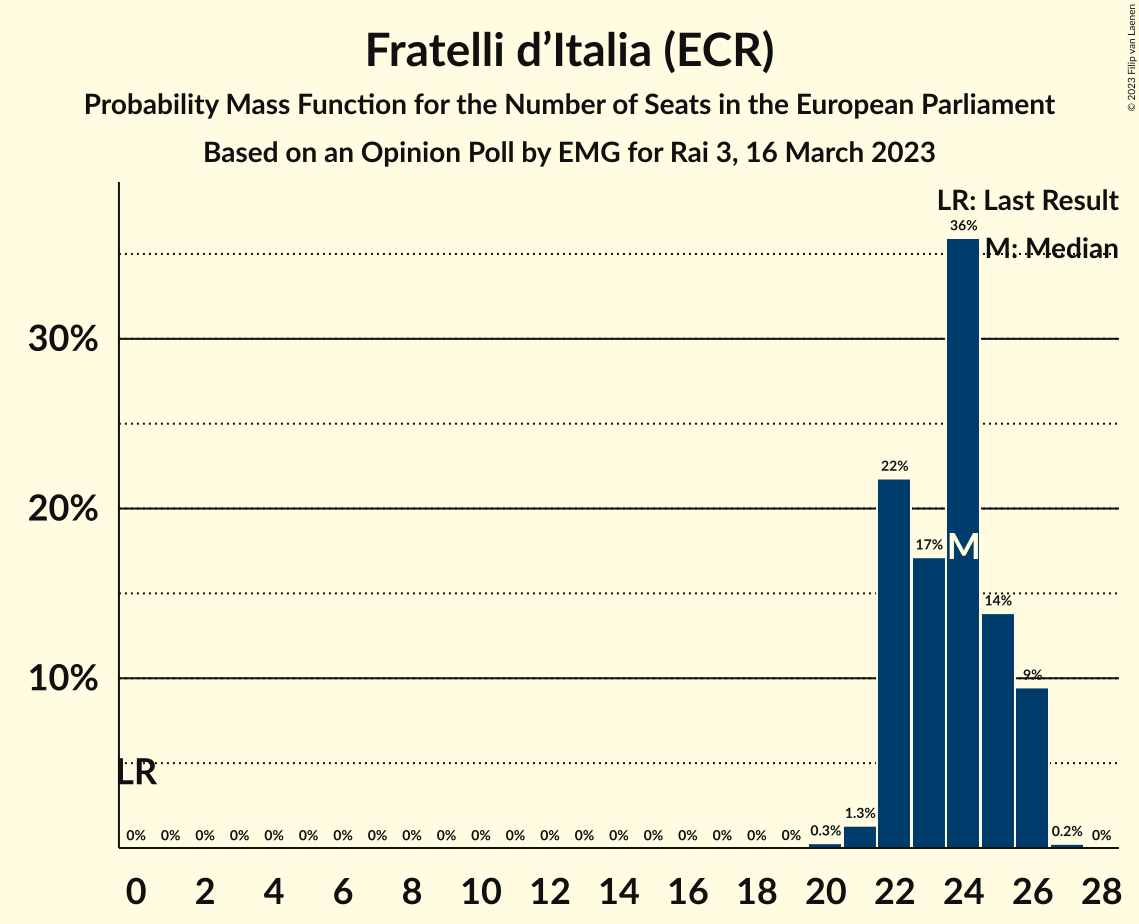 Fratelli d’Italia (ECR)
Probability Mass Function for the Number of Seats in the European Parliament
Based on an Opinion Poll by EMG for Rai 3, 16 March 2023
© 2023 Filip van Laenen
LR: Last Result
M: Median
36%
30%
22%
20%
17%
M
14%
10%
9%
LR
1.3%
0.3%
0.2%
0% 0% 0% 0% 0% 0% 0% 0% 0% 0% 0% 0% 0% 0% 0% 0% 0% 0% 0% 0% 0%
0 2 4 6 8 10 12 14 16 18 20 22 24 26 28